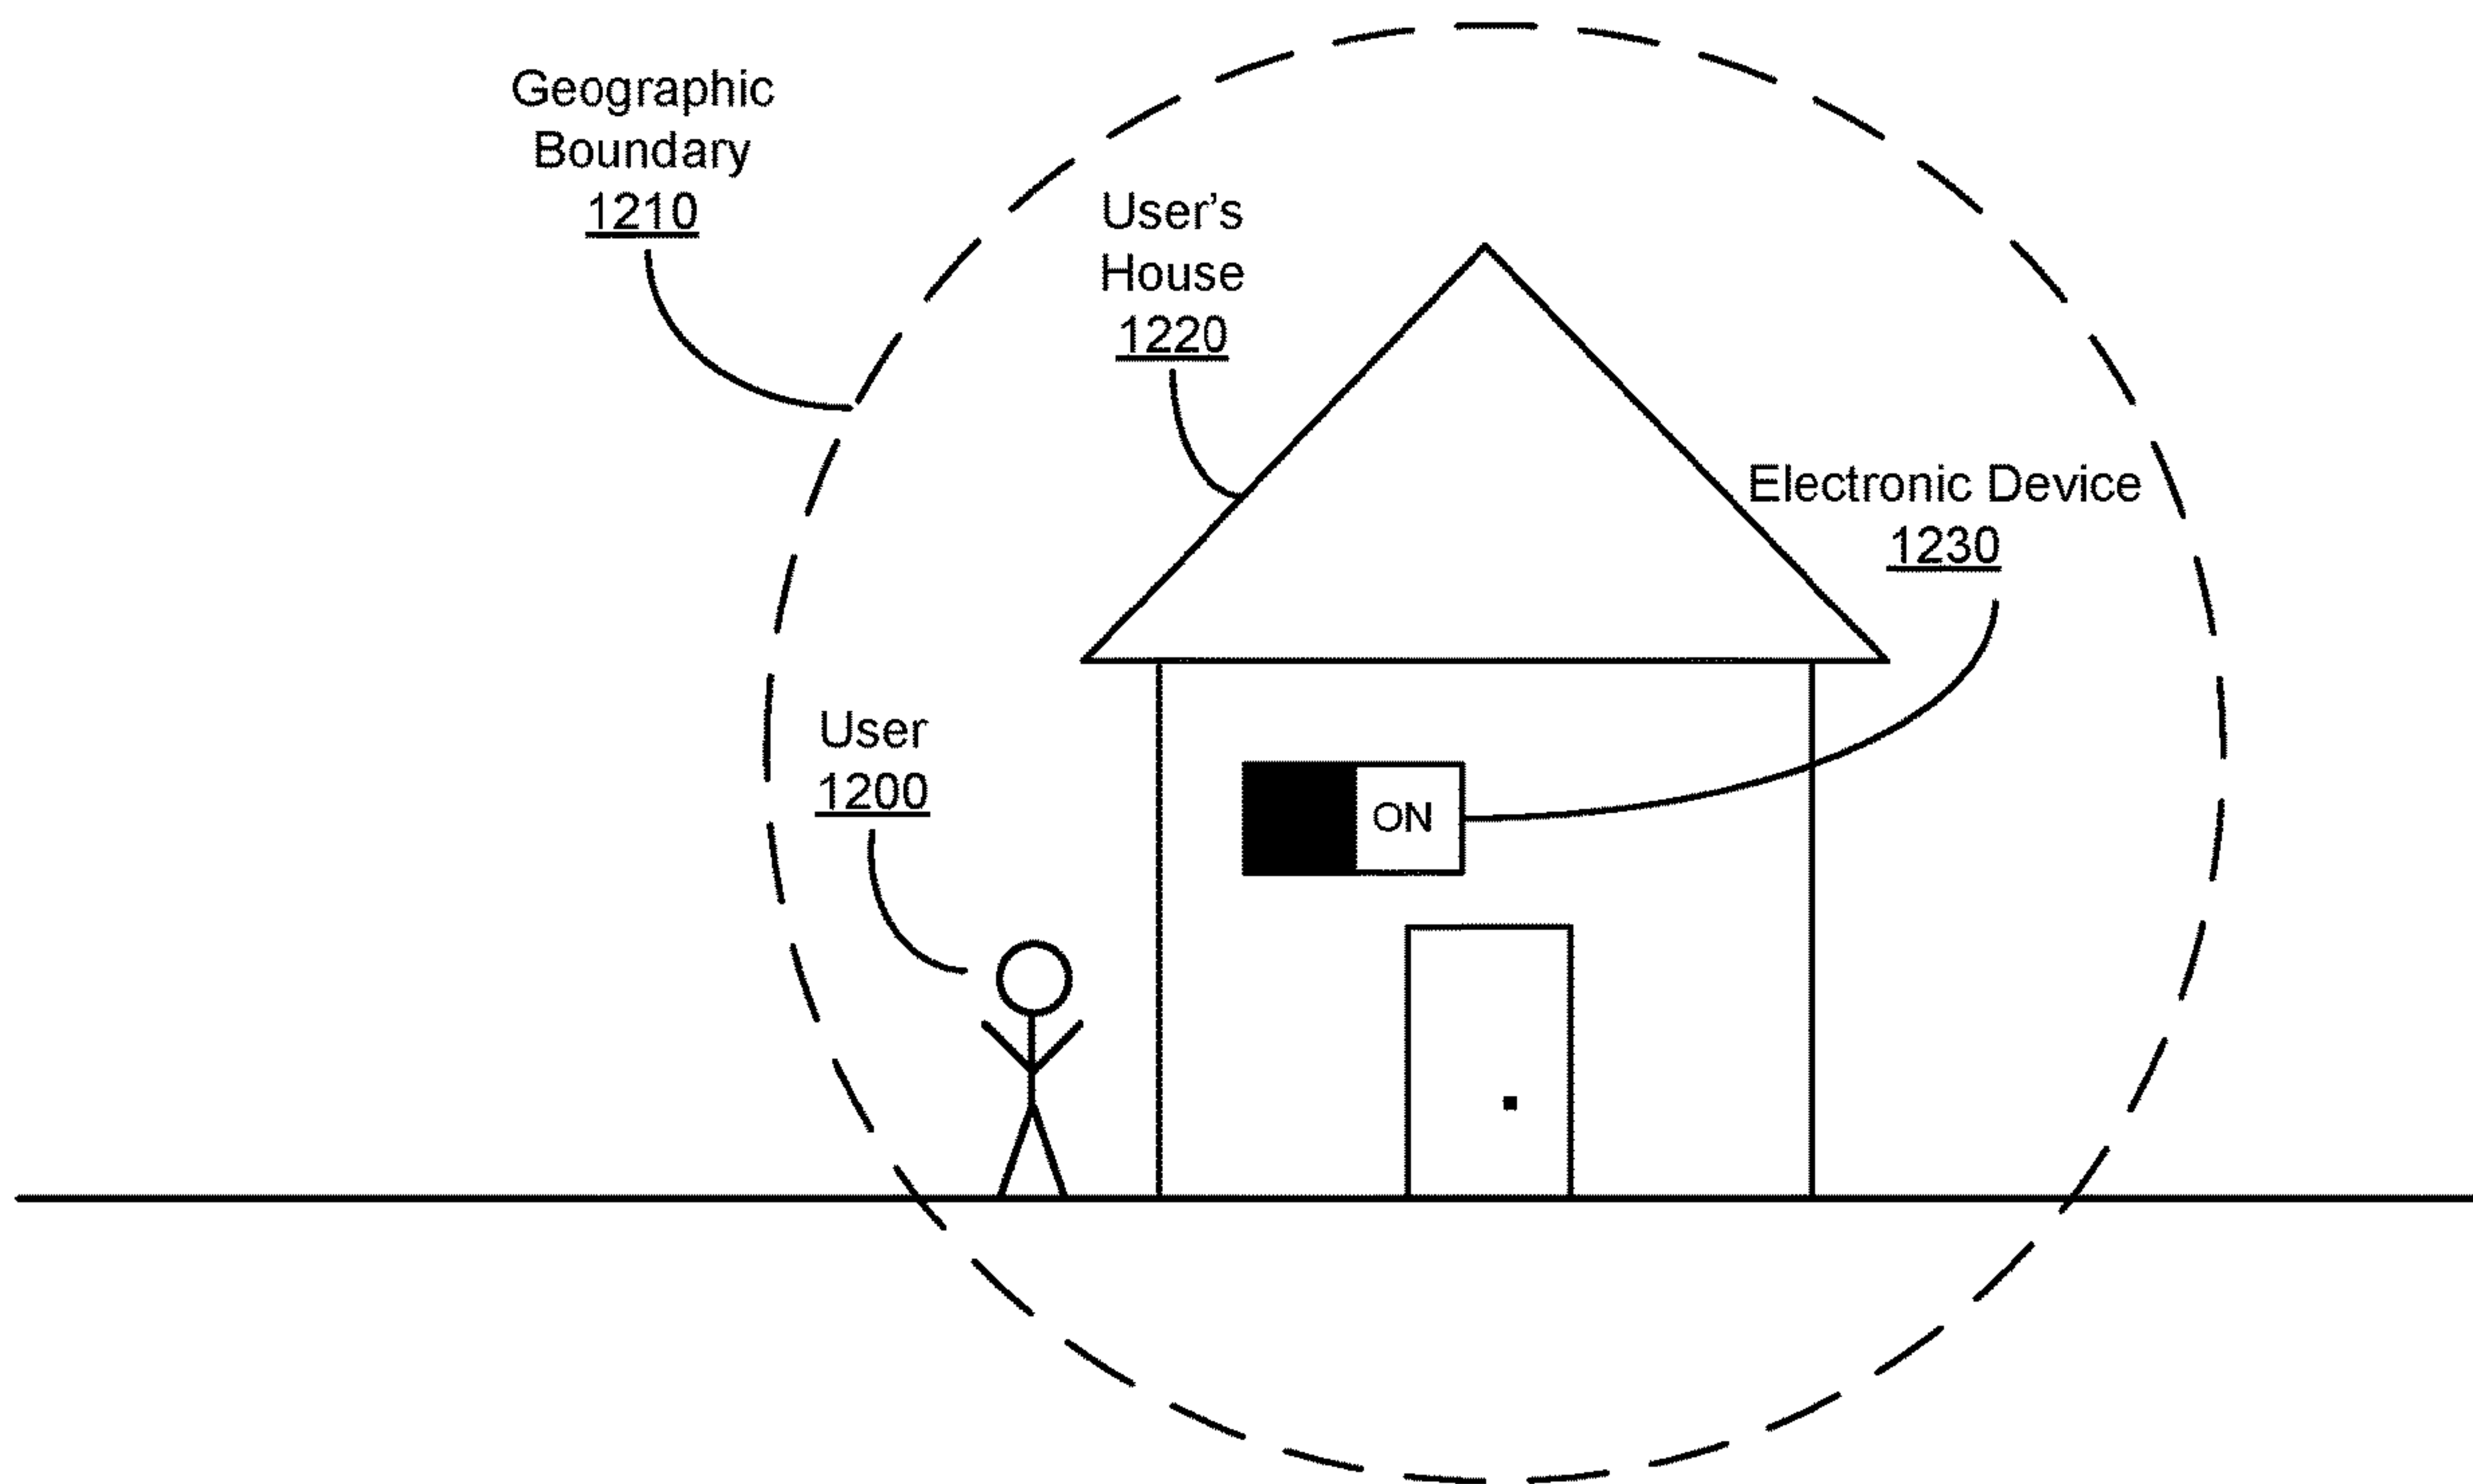 Geographic
Boundary
1210
User's
House
1220
Electronic Device
1230
User
1200
ON